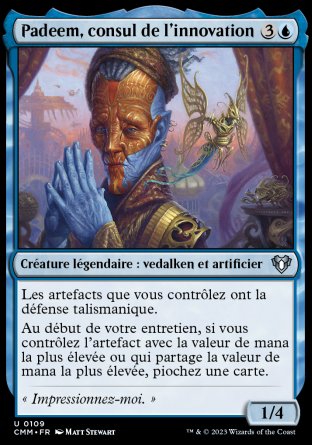 Padeem, consul de l'innovation 3
Créature légendaire : vedalken et artificier
Les artefacts que vous contrôlez ont la
défense talismanique.
Au début de votre entretien, si vous
contrôlez l'artefact avec la valeur de mana
la plus élevée ou qui partage la valeur de
mana la plus élevée, piochez une carte.
« Impressionnez-moi. »
1/4
U 0109
CMM • FR Matt Stewart
™ & © 2023 Wizards of the Coast